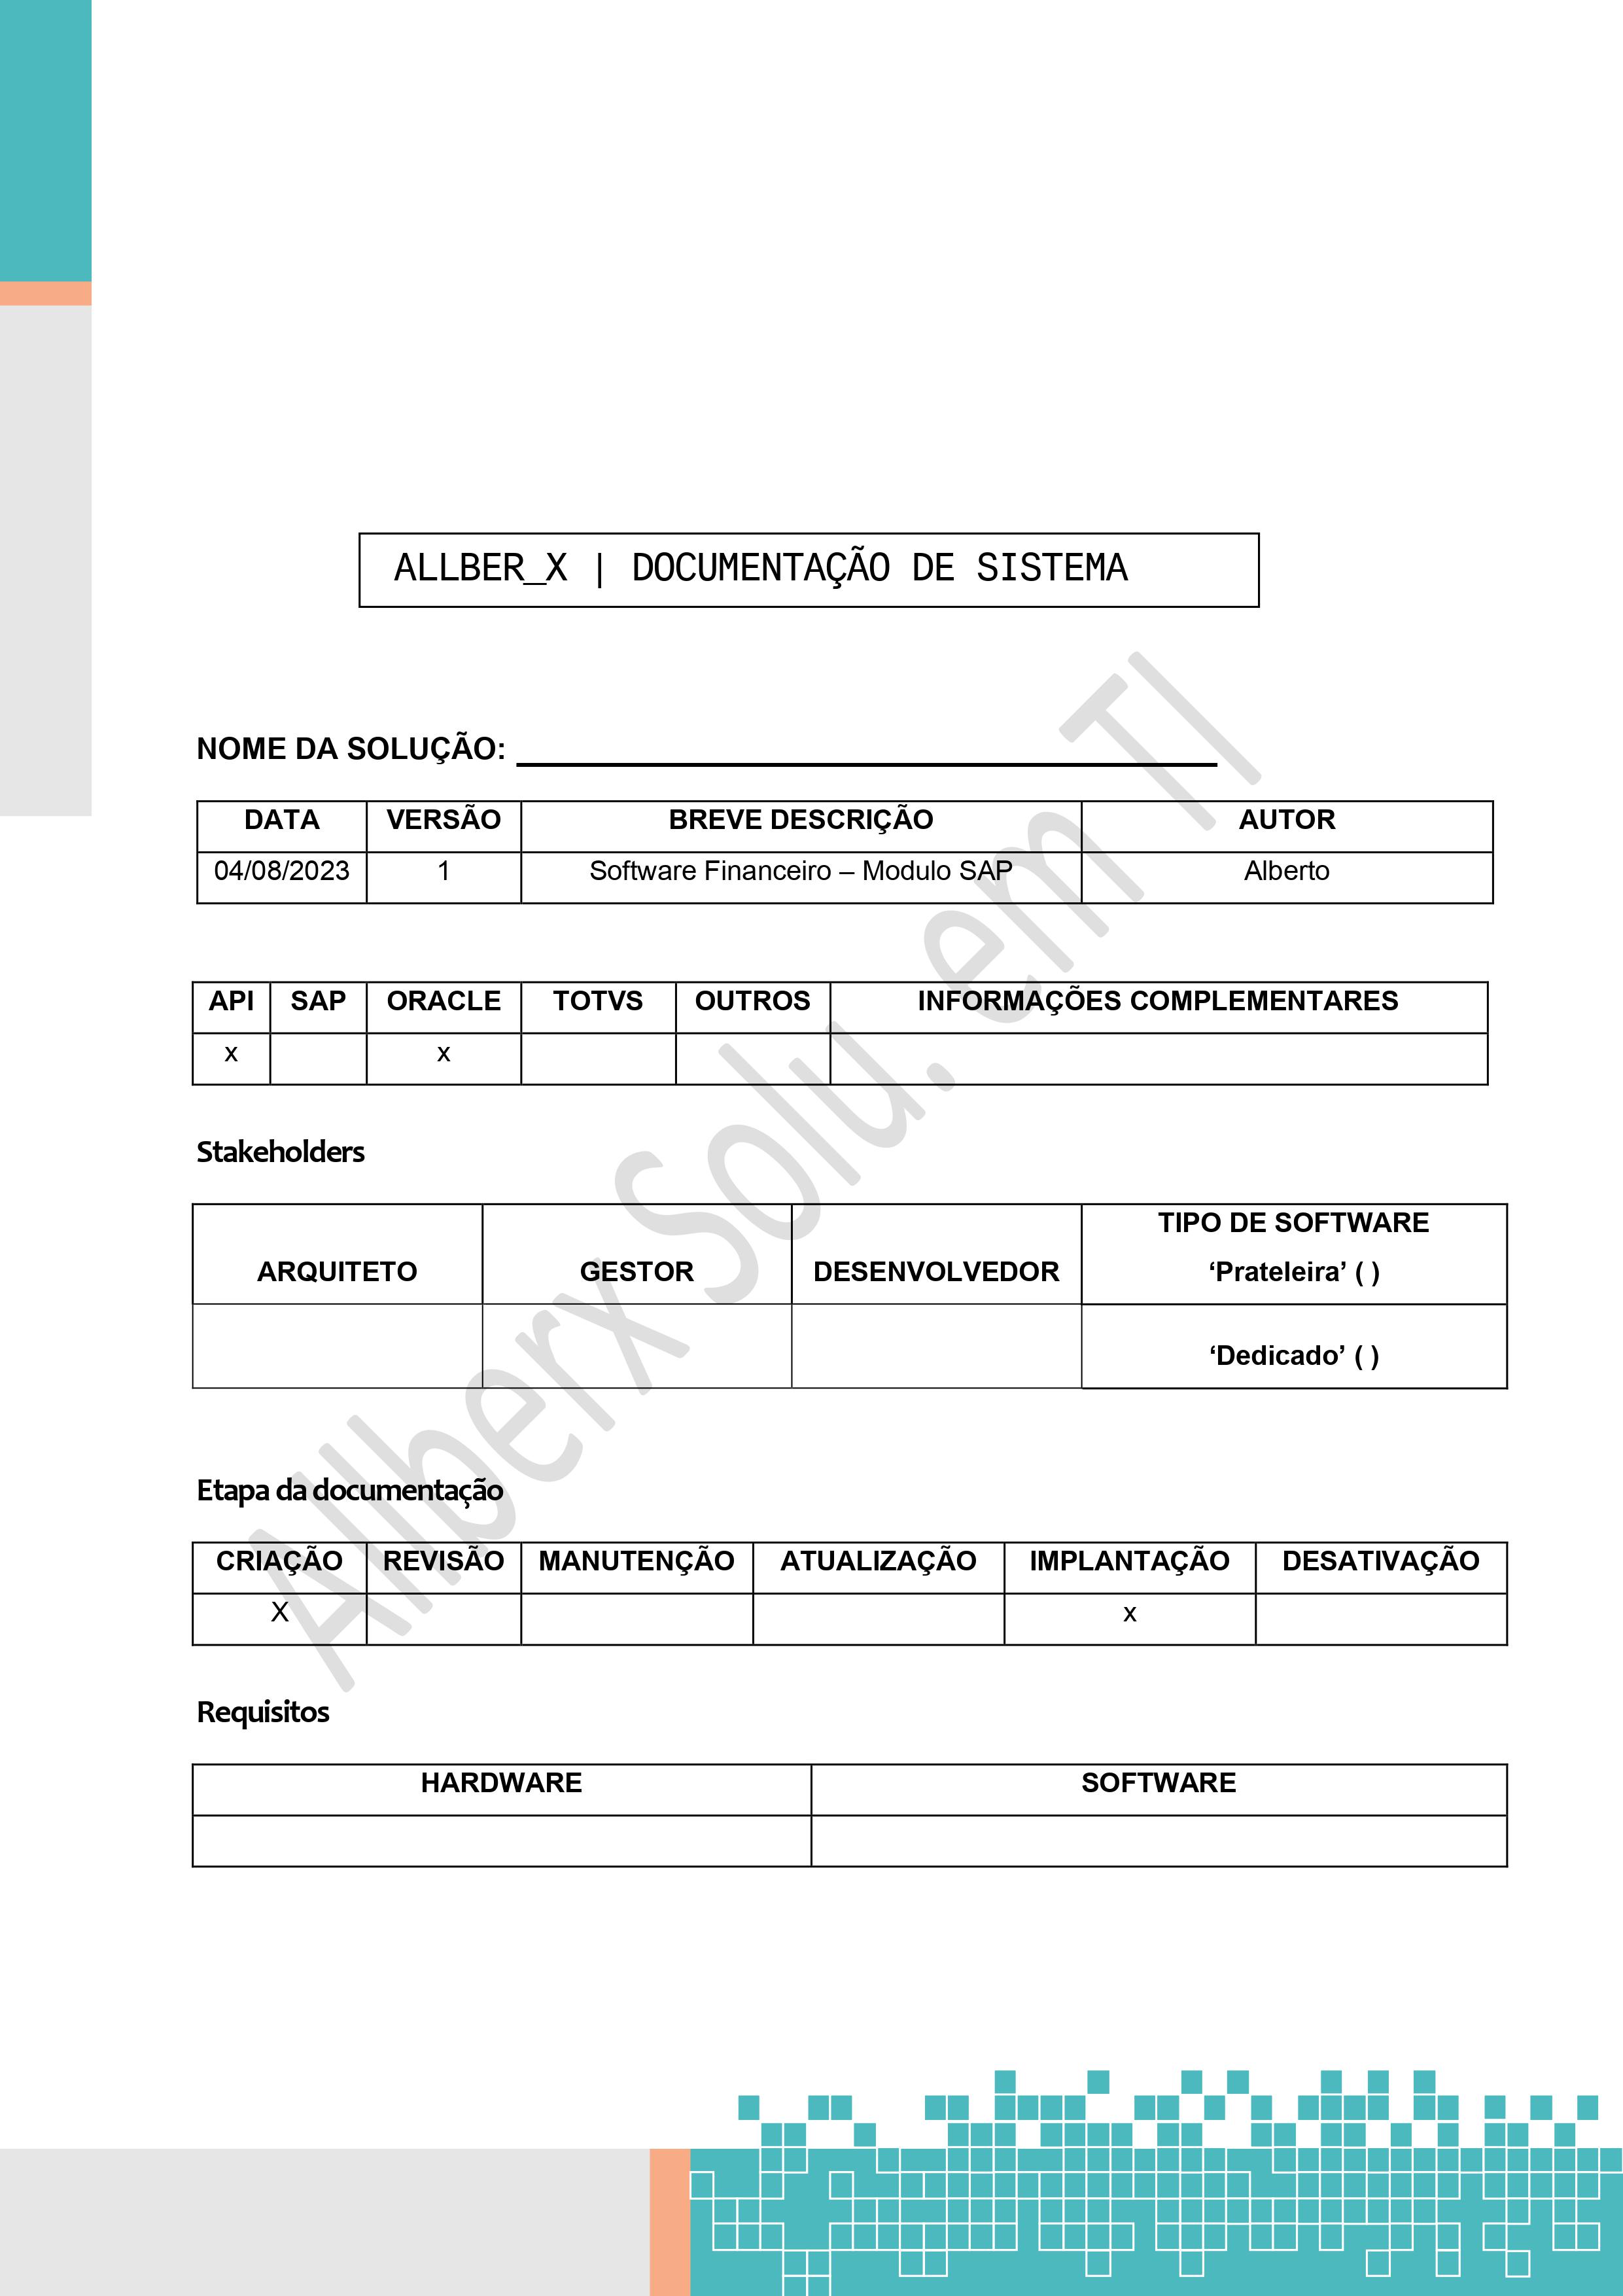 ALLBER_X | DOCUMENTAÇÃO DE SISTEMA
NOME DA SOLUÇÃO:
DATA VERSÃO BREVE DESCRIÇÃO AUTOR
04/08/2023 1 Software Financeiro – Modulo SAP Alberto
API SAP ORACLE TOTVS OUTROS INFORMAÇÕES COMPLEMENTARES
x x
Stakeholders
TIPO DE SOFTWARE
ARQUITETO GESTOR DESENVOLVEDOR ‘Prateleira’ ( )
‘Dedicado’ ( )
Etapa da documentação
CRIAÇÃO REVISÃO MANUTENÇÃO ATUALIZAÇÃO IMPLANTAÇÃO DESATIVAÇÃO
X x
Requisitos
HARDWARE SOFTWARE
Alberx Solu. em TI